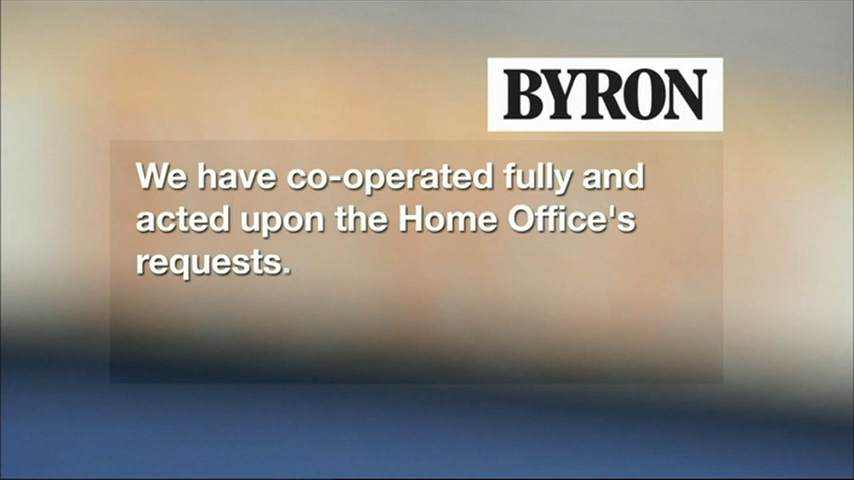 BYRON
We have co-operated fully and
acted upon the Home Office's
requests.